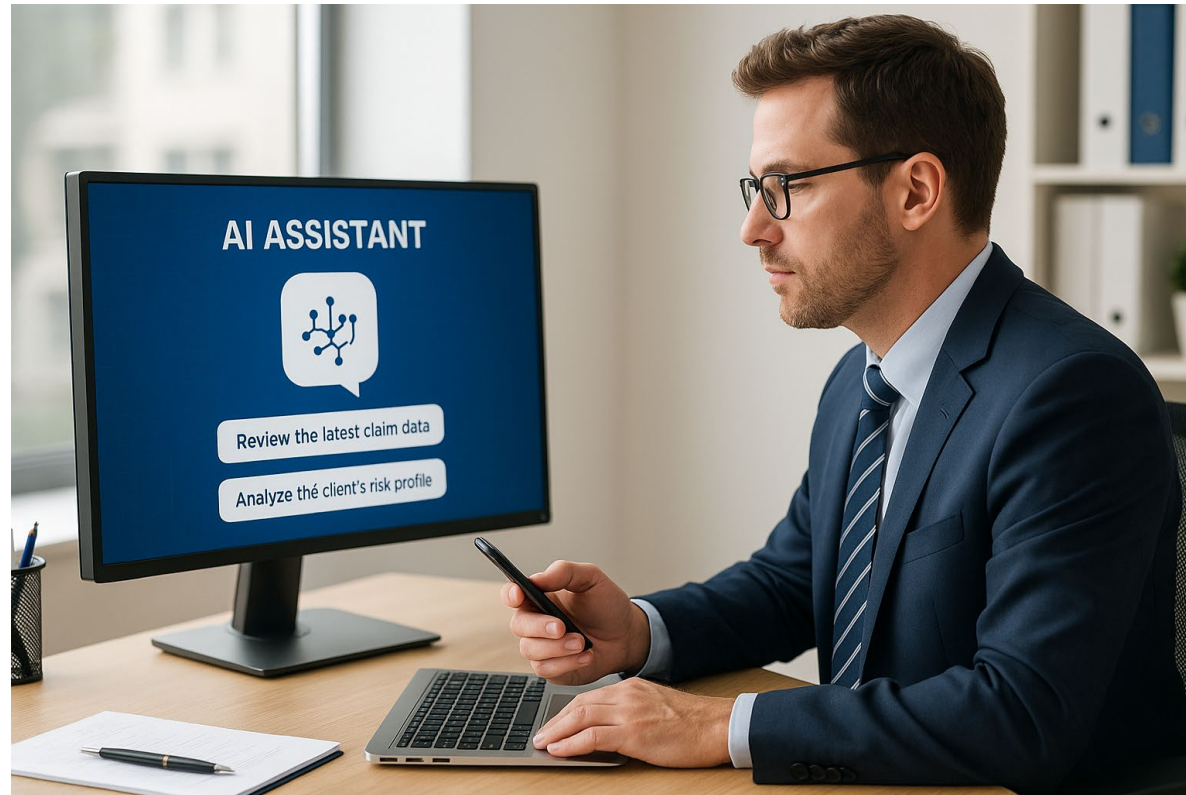 AI ASSISTANT
Review the latest claim data
Analyze thé client's risk profile